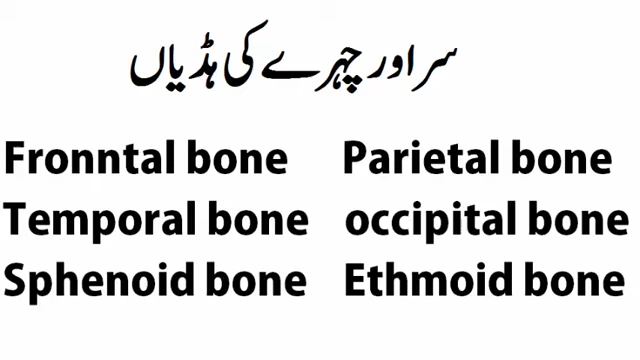 سر اور چہرے کی ہڈیاں
Fronntal bone Parietal bone
Temporal bone occipital bone
Sphenoid bone Ethmoid bone